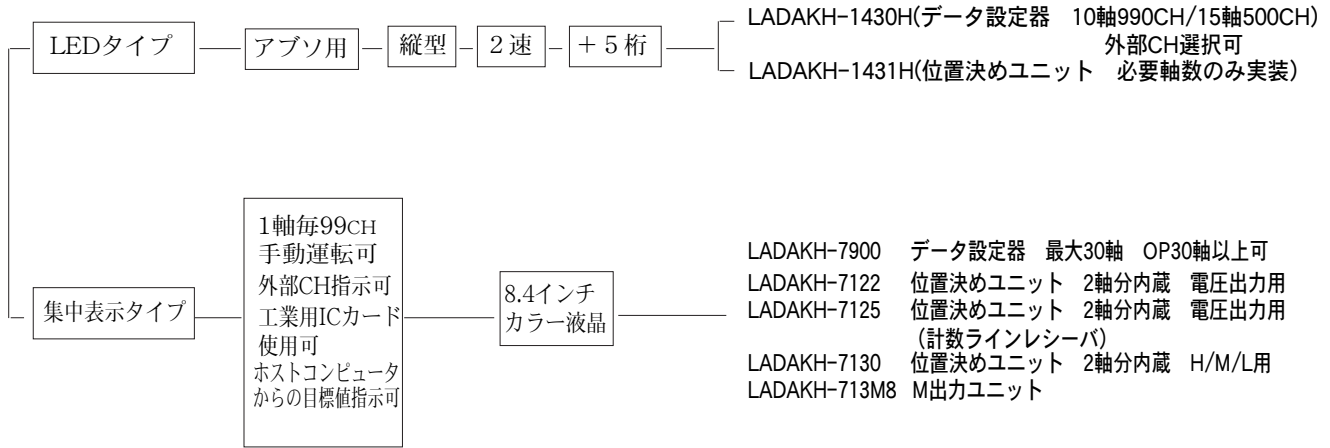 LEDタイプ
アブソ用
縦型
２速
＋５桁
LADAKH-1430H(データ設定器　10軸990CH/15軸500CH)
外部CH選択可
LADAKH-1431H(位置決めユニット　必要軸数のみ実装)
集中表示タイプ
1軸毎99CH
手動運転可
外部CH指示可
工業用ICカード
使用可
ホストコンピュータ
からの目標値指示可
8.4インチ
カラー液晶
LADAKH-7900　データ設定器　最大30軸　OP30軸以上可
LADAKH-7122　位置決めユニット　2軸分内蔵　電圧出力用
LADAKH-7125　位置決めユニット　2軸分内蔵　電圧出力用
(計数ラインレシーバ)
LADAKH-7130　位置決めユニット　2軸分内蔵　H/M/L用
LADAKH-713M8　M出力ユニット